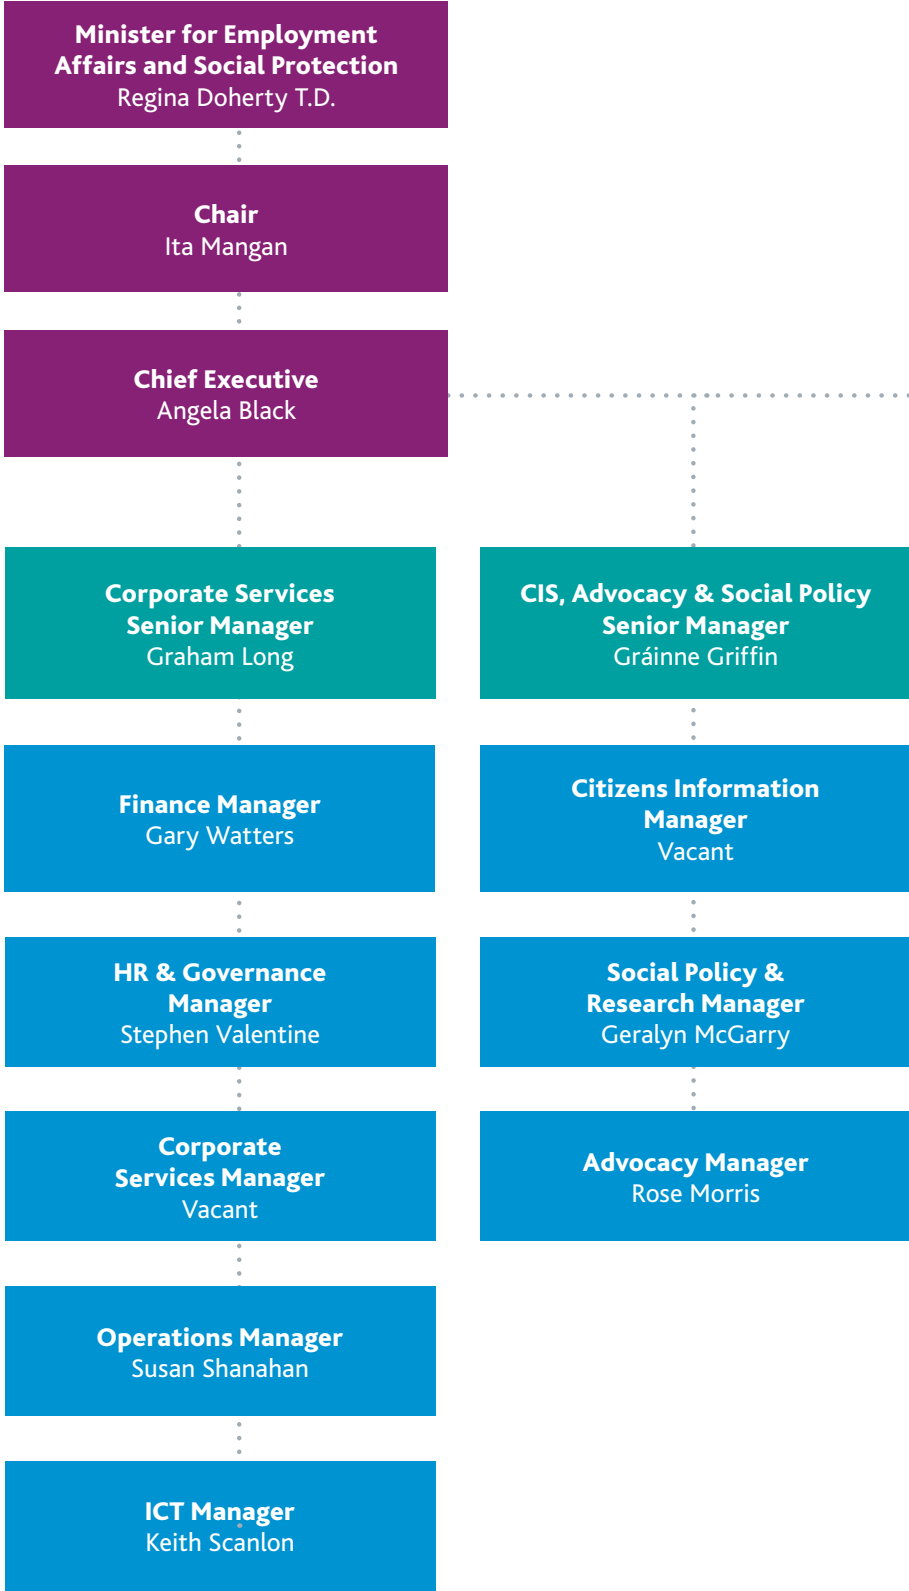 Minister for Employment
Affairs and Social Protection
Regina Doherty T.D.
Chair
Ita Mangan
Chief Executive
Angela Black
Corporate Services
Senior Manager
Graham Long
Finance Manager
Gary Watters
HR & Governance
Manager
Stephen Valentine
Corporate
Services Manager
Vacant
Operations Manager
Susan Shanahan
ICT Manager
Keith Scanlon
CIS, Advocacy & Social Policy
Senior Manager
Gráinne Griffin
Citizens Information
Manager
Vacant
Social Policy &
Research Manager
Geralyn McGarry
Advocacy Manager
Rose Morris